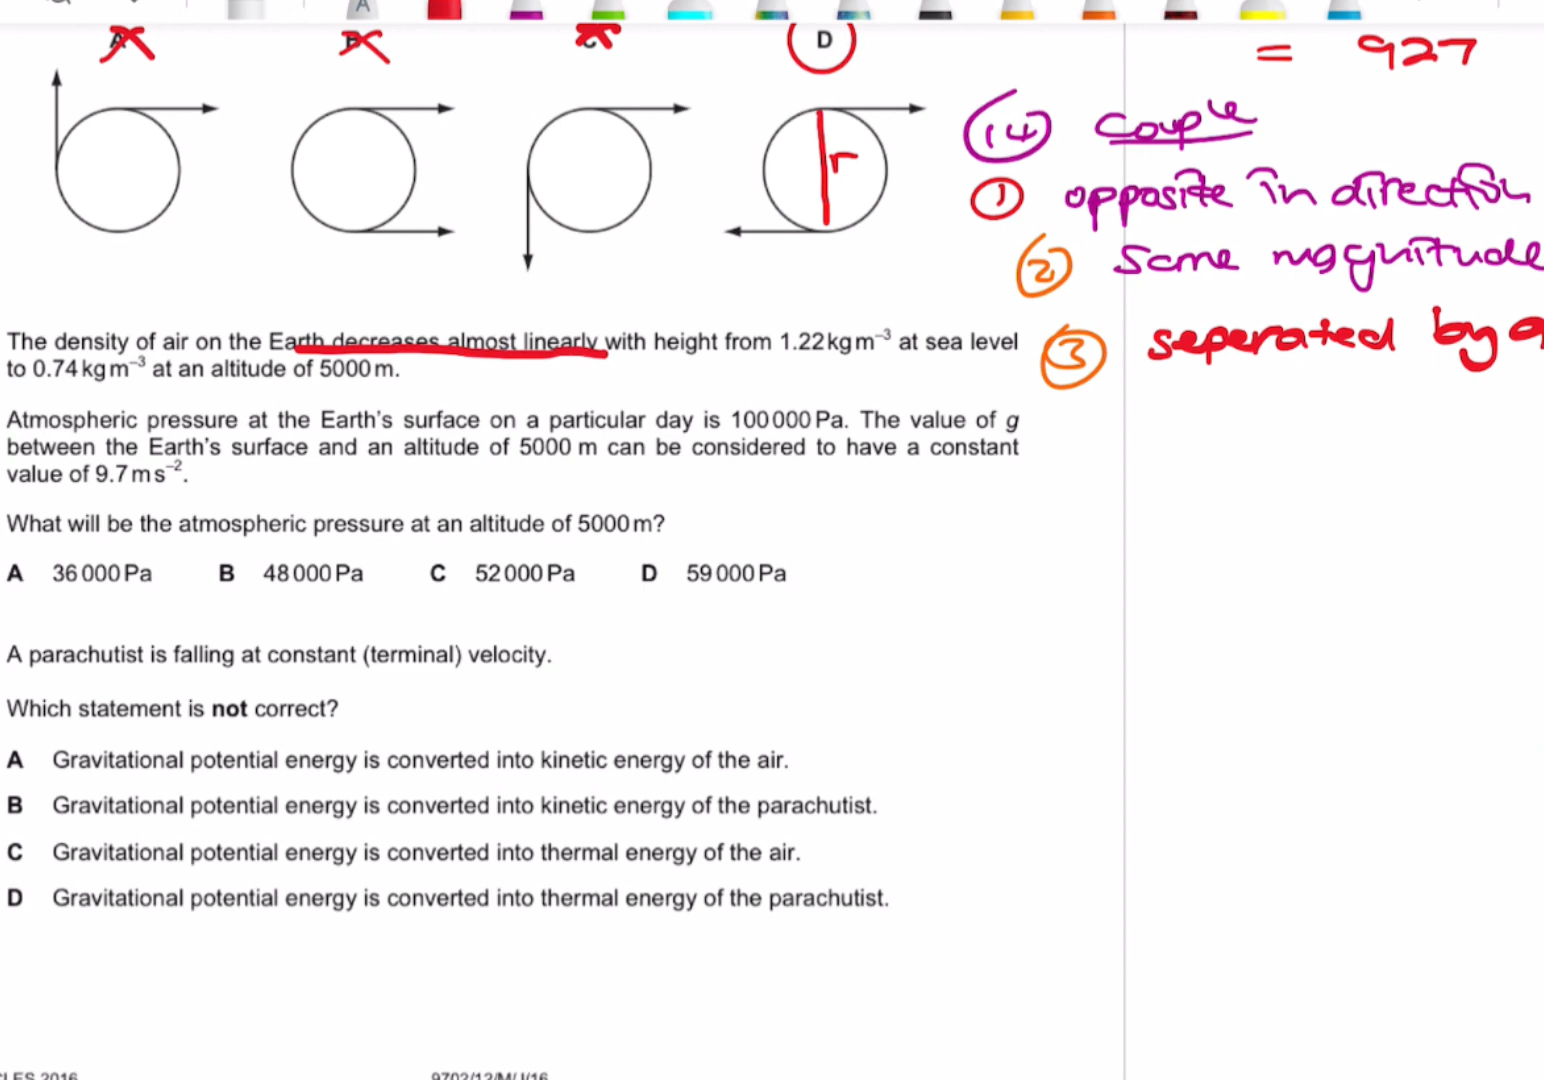 A
A B C D
= 927
(14) couple
① opposite in direction
② same magnitude
③ seperated by a
r
The density of air on the Earth decreases almost linearly with height from 1.22 kg m⁻³ at sea level
to 0.74 kg m⁻³ at an altitude of 5000 m.
Atmospheric pressure at the Earth's surface on a particular day is 100 000 Pa. The value of g
between the Earth's surface and an altitude of 5000 m can be considered to have a constant
value of 9.7 m s⁻².
What will be the atmospheric pressure at an altitude of 5000 m?
A 36 000 Pa B 48 000 Pa C 52 000 Pa D 59 000 Pa
A parachutist is falling at constant (terminal) velocity.
Which statement is not correct?
A Gravitational potential energy is converted into kinetic energy of the air.
B Gravitational potential energy is converted into kinetic energy of the parachutist.
C Gravitational potential energy is converted into thermal energy of the air.
D Gravitational potential energy is converted into thermal energy of the parachutist.
CLES 2016 9702/12/M/J/16